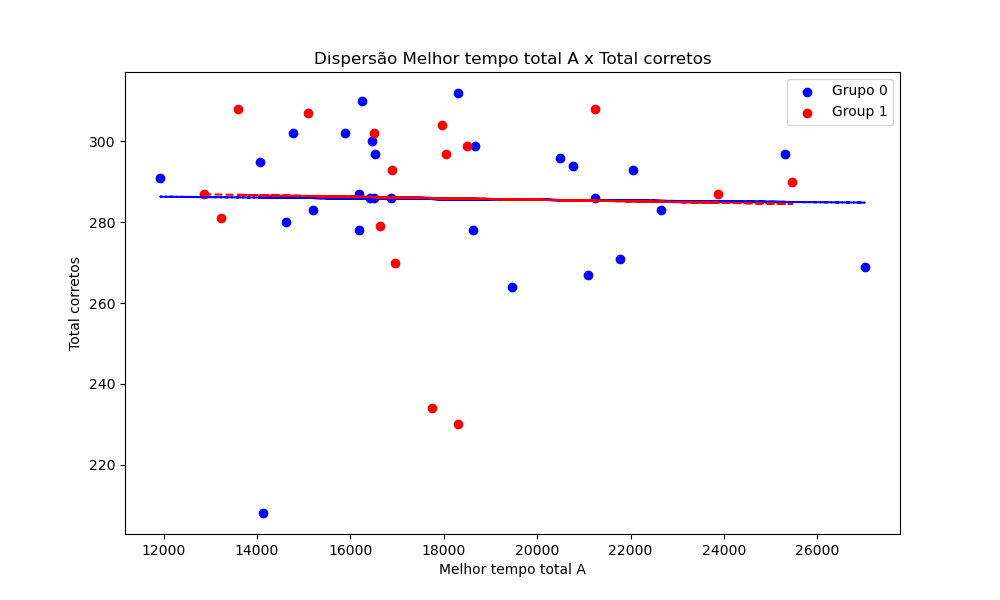 Dispersão Melhor tempo total A x Total corretos
Grupo 0
Group 1
Total corretos
300
280
260
240
220
12000 14000 16000 18000 20000 22000 24000 26000
Melhor tempo total A